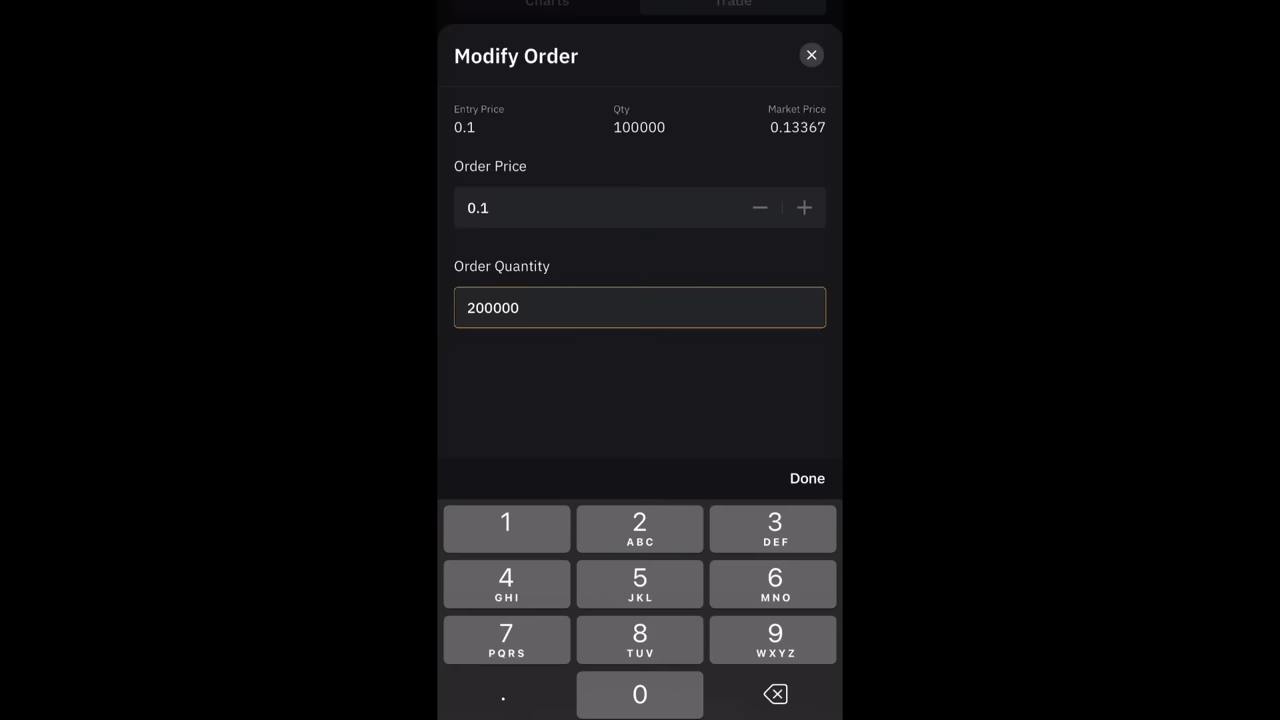 Charts Trade
Modify Order
Entry Price Qty Market Price
0.1 100000 0.13367
Order Price
0.1
Order Quantity
200000
Done
1 2 3
ABC DEF
4 5 6
GHI JKL MNO
7 8 9
PQRS TUV WXYZ
. 0